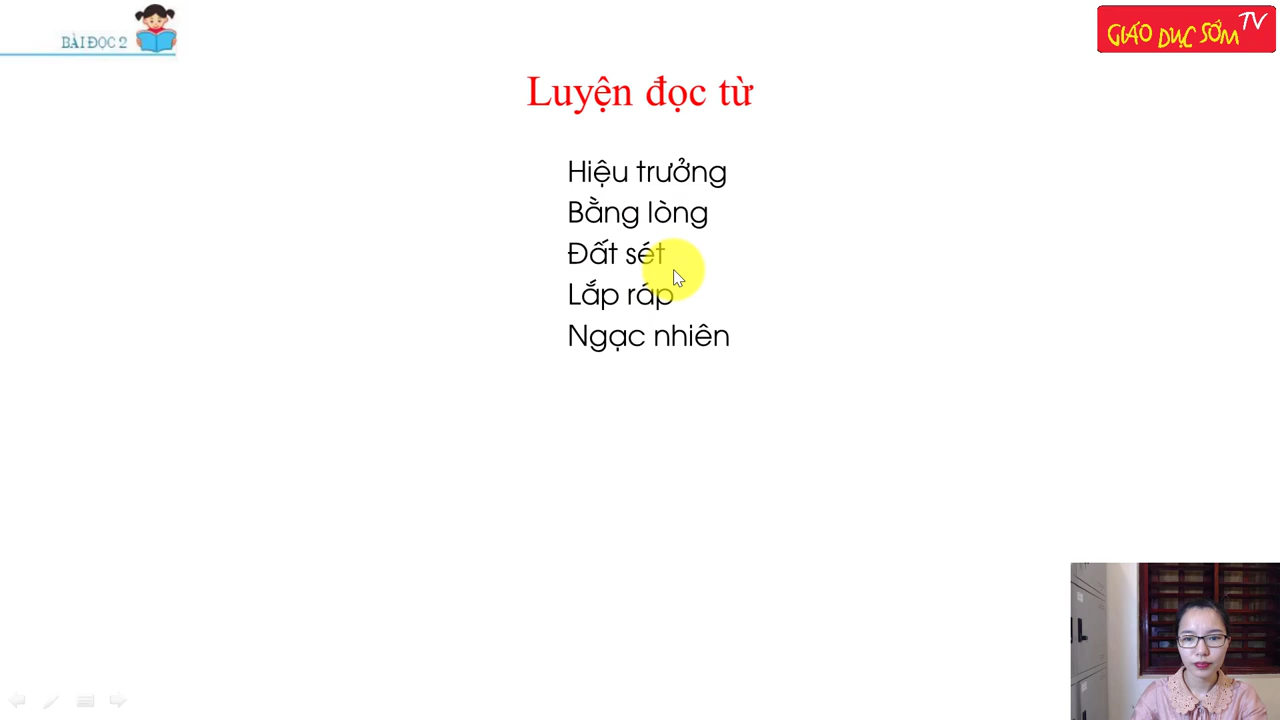 BÀI ĐỌC 2
GIÁO DỤC SỚM TV
Luyện đọc từ
Hiệu trưởng
Bằng lòng
Đất sét
Lắp ráp
Ngạc nhiên